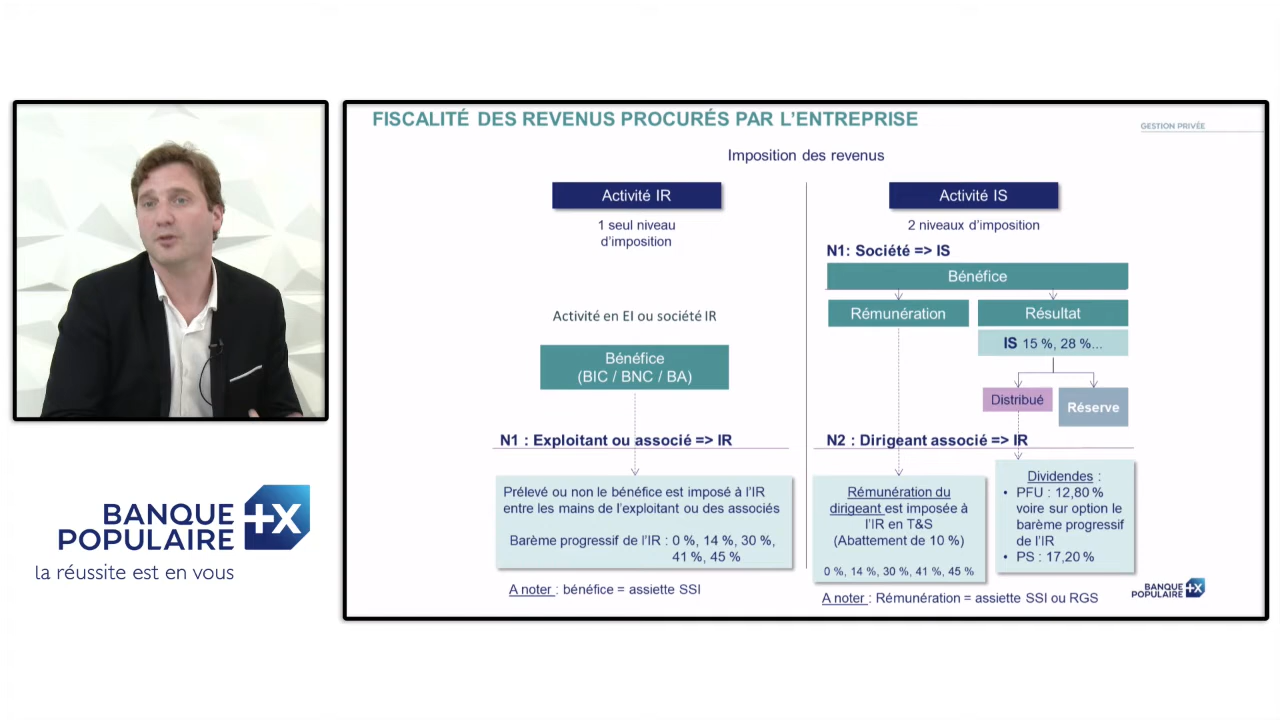 FISCALITÉ DES REVENUS PROCURÉS PAR L’ENTREPRISE
GESTION PRIVÉE
Imposition des revenus
Activité IR
1 seul niveau
d’imposition
Activité en EI ou société IR
Bénéfice
(BIC / BNC / BA)
N1 : Exploitant ou associé => IR
Prélevé ou non le bénéfice est imposé à l’IR
entre les mains de l’exploitant ou des associés
Barème progressif de l’IR : 0 %, 14 %, 30 %,
41 %, 45 %
A noter : bénéfice = assiette SSI
Activité IS
2 niveaux d’imposition
N1: Société => IS
Bénéfice
Rémunération
Résultat
IS 15 %, 28 %...
Distribué
Réserve
N2 : Dirigeant associé => IR
Rémunération du
dirigeant est imposée à
l’IR en T&S
(Abattement de 10 %)
0 %, 14 %, 30 %, 41 %, 45 %
Dividendes :
• PFU : 12,80 %
voire sur option le
barème progressif
de l’IR
• PS : 17,20 %
A noter : Rémunération = assiette SSI ou RGS
BANQUE
POPULAIRE
+X
BANQUE
POPULAIRE
+X
la réussite est en vous